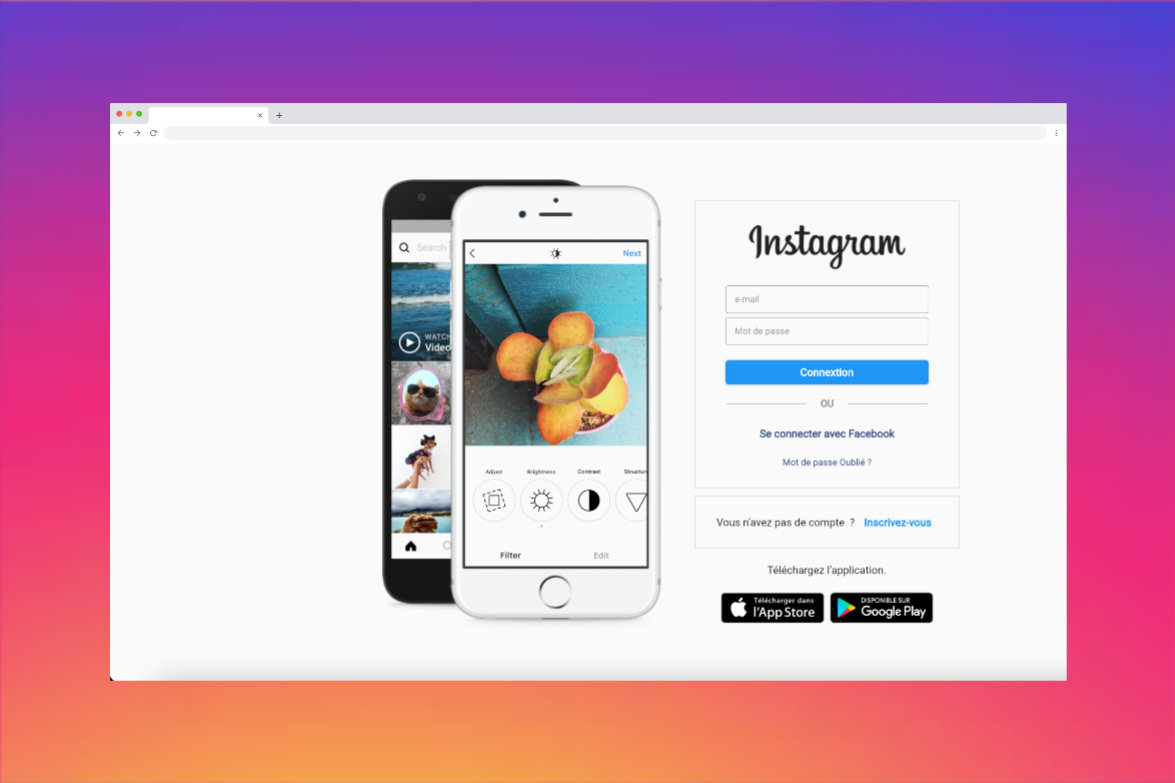 Search
WATCH
Video
Next
Adjust
Brightness
Contrast
Structure
Filter
Edit
Instagram
e-mail
Mot de passe
Connextion
OU
Se connecter avec Facebook
Mot de passe Oublié ?
Vous n'avez pas de compte ? Inscrivez-vous
Téléchargez l'application.
Télécharger dans
l'App Store
DISPONIBLE SUR
Google Play